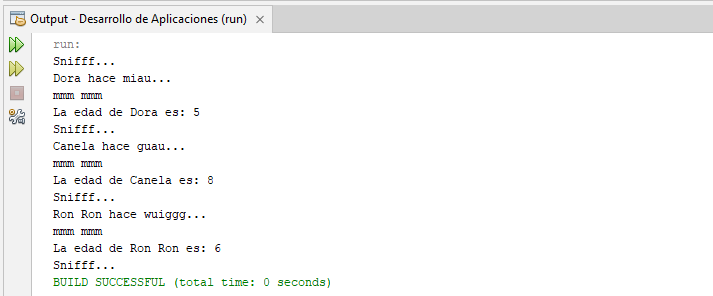 Output - Desarrollo de Aplicaciones (run)
run:
Snifff...
Dora hace miau...
mmm mmm
La edad de Dora es: 5
Snifff...
Canela hace guau...
mmm mmm
La edad de Canela es: 8
Snifff...
Ron Ron hace wuiggg...
mmm mmm
La edad de Ron Ron es: 6
Snifff...
BUILD SUCCESSFUL (total time: 0 seconds)